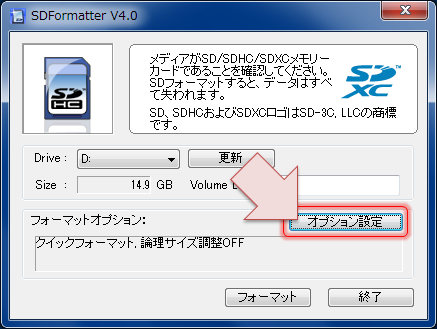 SDFormatter V4.0
メディアがSD/SDHC/SDXCメモリー
カードであることを確認してください。
SDフォーマットすると、データはすべ
て失われます。
SD、SDHCおよびSDXCロゴはSD-3C, LLCの商標
です。
SD
HC
SD
XC
Drive : D: 更新
Size : 14.9 GB Volume
フォーマットオプション: オプション設定
クイックフォーマット, 論理サイズ調整OFF
フォーマット 終了